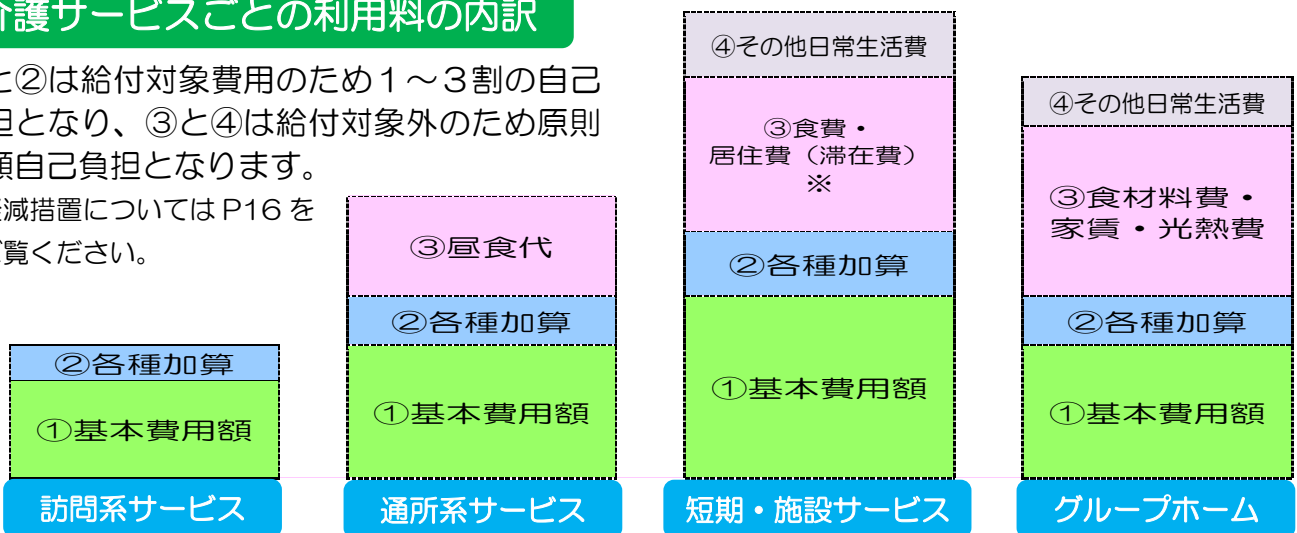 介護サービスごとの利用料の内訳
と②は給付対象費用のため１～３割の自己
担となり、③と④は給付対象外のため原則
額自己負担となります。
減措置については P16 を
覧ください。
②各種加算
①基本費用額
訪問系サービス
③昼食代
②各種加算
①基本費用額
通所系サービス
④その他日常生活費
③食費・
居住費（滞在費）
※
②各種加算
①基本費用額
短期・施設サービス
④その他日常生活費
③食材料費・
家賃・光熱費
②各種加算
①基本費用額
グループホーム